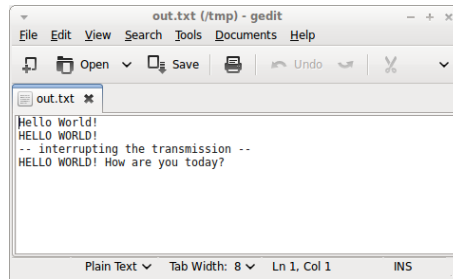 out.txt (/tmp) - gedit
File Edit View Search Tools Documents Help
Open Save Undo
out.txt
Hello World!
HELLO WORLD!
-- interrupting the transmission --
HELLO WORLD! How are you today?
Plain Text Tab Width: 8 Ln 1, Col 1 INS